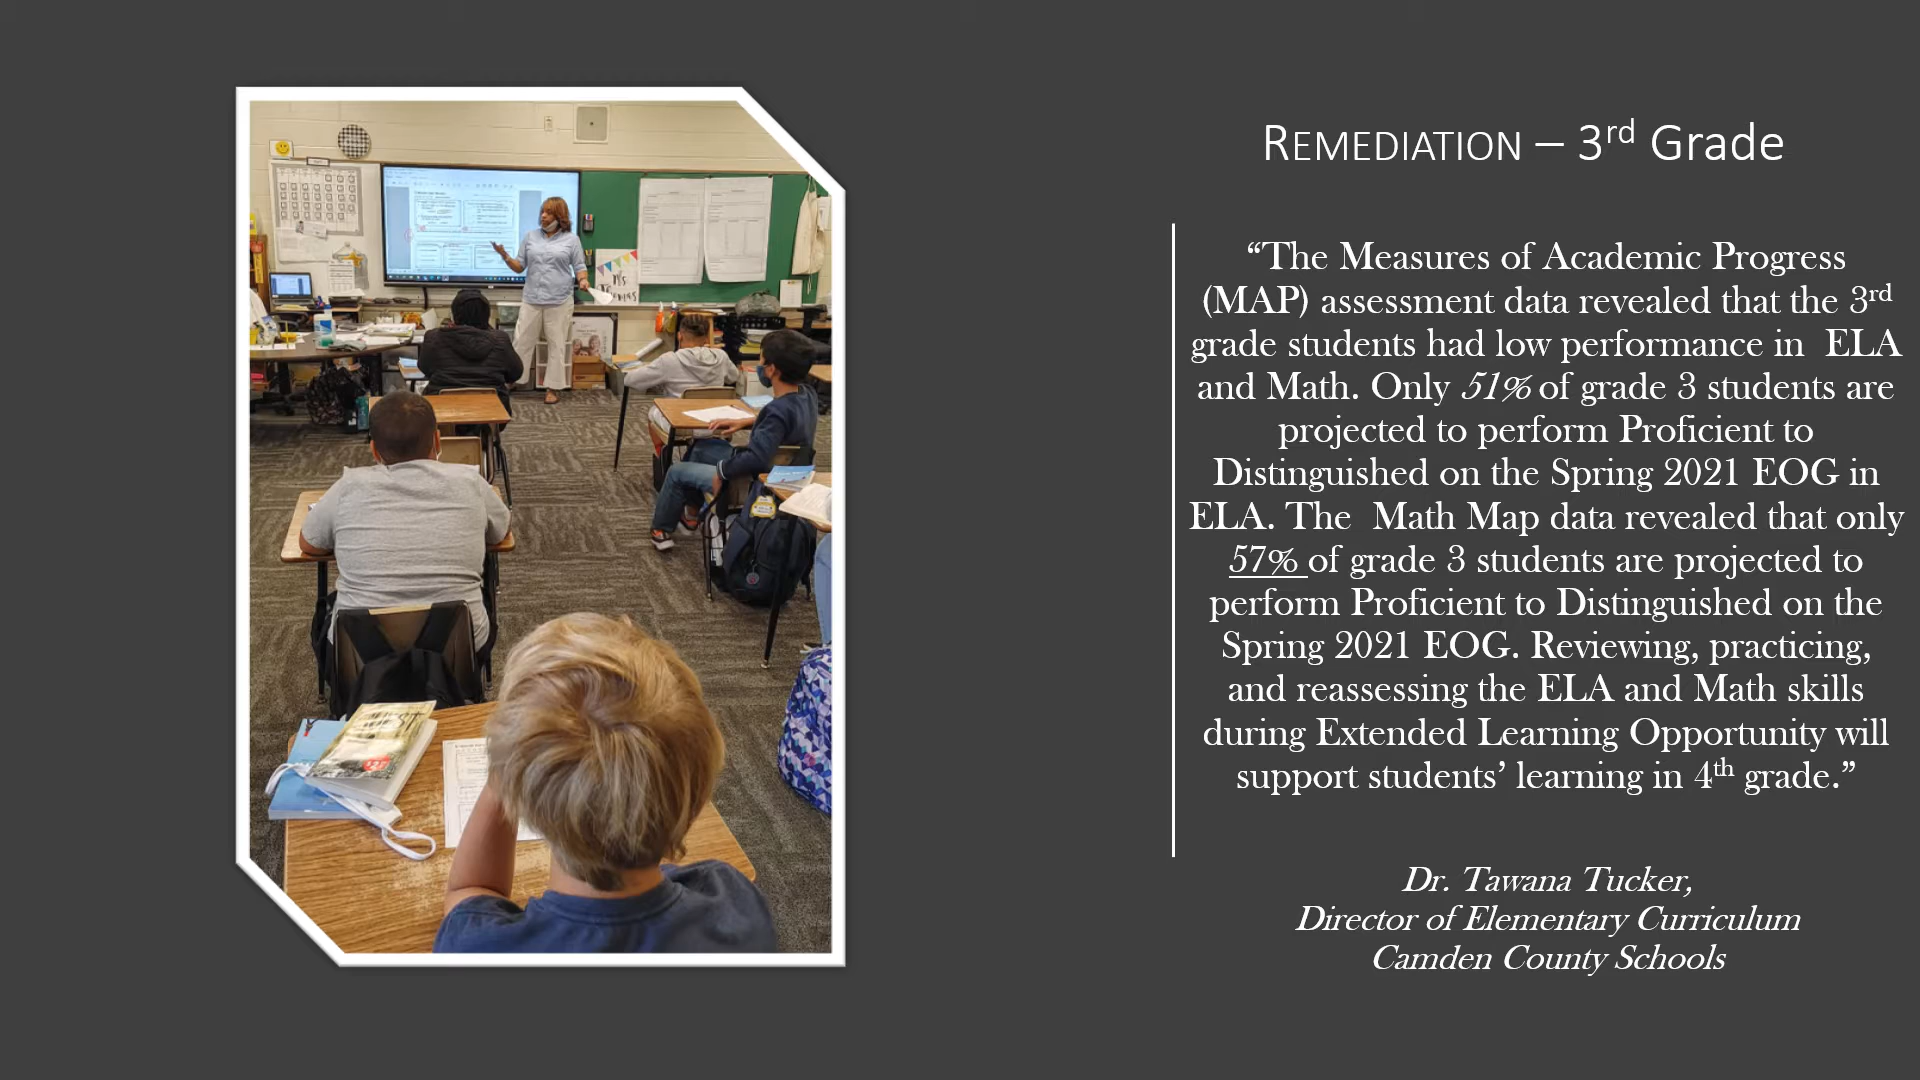 REMEDIATION – 3rd Grade
“The Measures of Academic Progress
(MAP) assessment data revealed that the 3rd
grade students had low performance in ELA
and Math. Only 51% of grade 3 students are
projected to perform Proficient to
Distinguished on the Spring 2021 EOG in
ELA. The Math Map data revealed that only
57% of grade 3 students are projected to
perform Proficient to Distinguished on the
Spring 2021 EOG. Reviewing, practicing,
and reassessing the ELA and Math skills
during Extended Learning Opportunity will
support students’ learning in 4th grade.”
Dr. Tawana Tucker,
Director of Elementary Curriculum
Camden County Schools